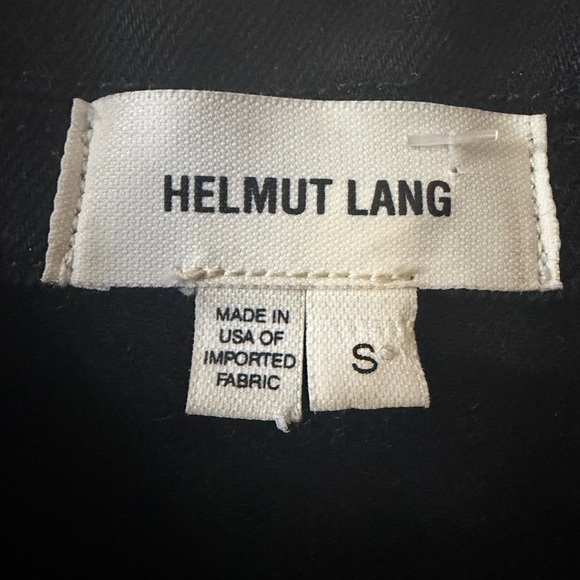 HELMUT LANG
MADE IN
USA OF
IMPORTED
FABRIC
S